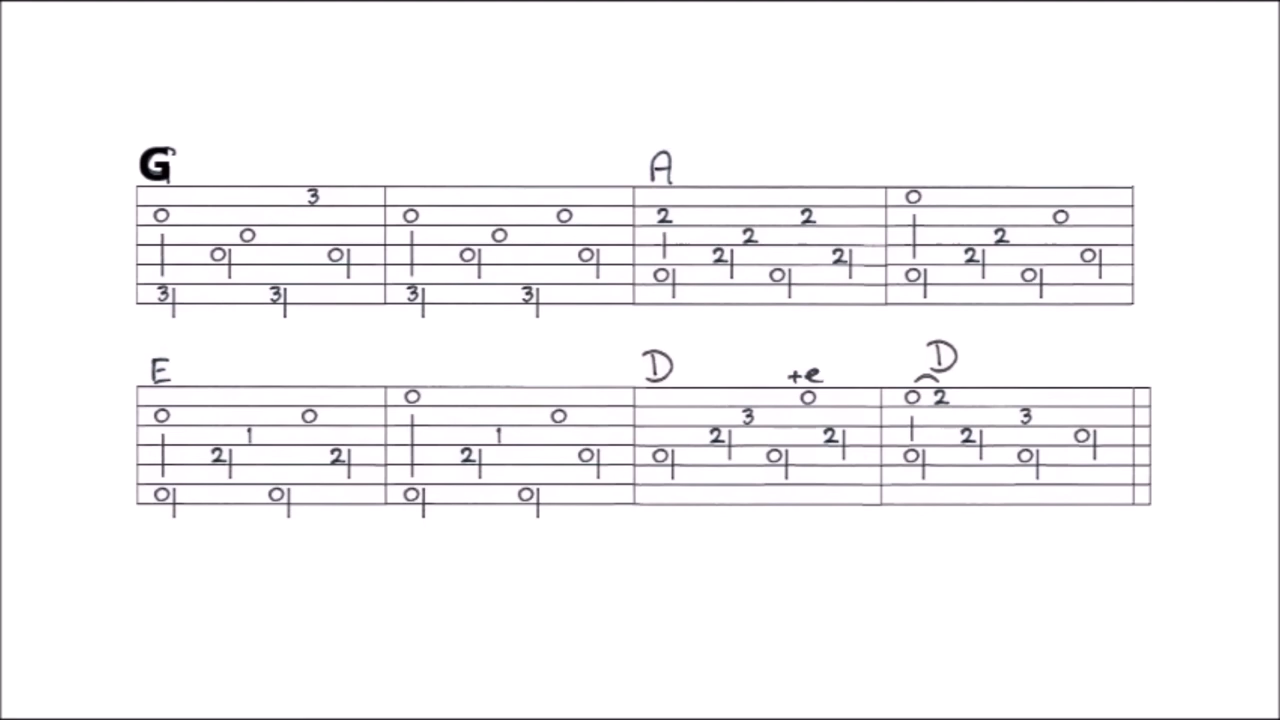 G A
3 0
0 0 0 2 2 0
0 0 2 2
0 0 0 0 2 2 2 0
0 0 0 0
3 3 3 3
E D +e D
0 0 0 2
0 0 0 3 3
1 1 2 2 2 0
2 2 2 0 0 0 0 0
0 0 0 0